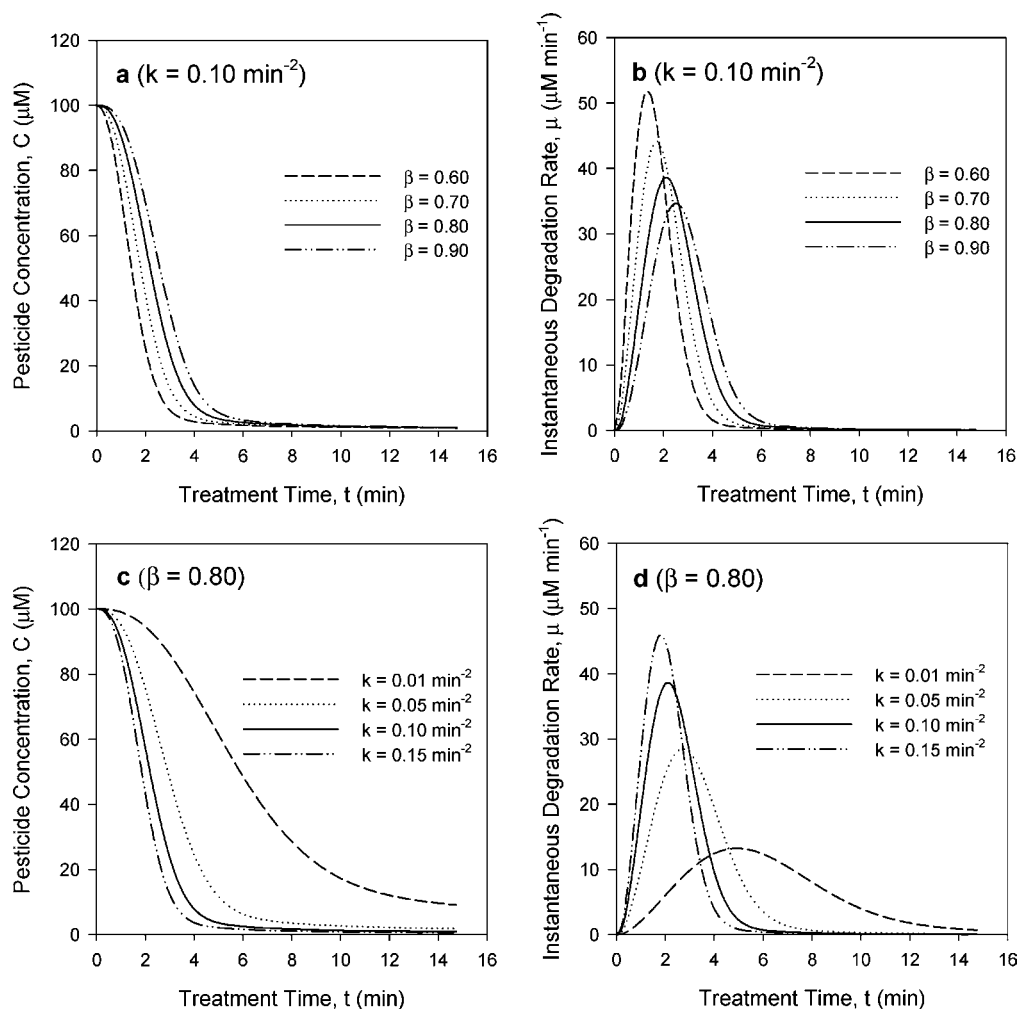 a (k = 0.10 min-2)
Pesticide Concentration, C (μM)
120
100
80
60
40
20
0
β = 0.60
β = 0.70
β = 0.80
β = 0.90
0 2 4 6 8 10 12 14 16
Treatment Time, t (min)
b (k = 0.10 min-2)
Instantaneous Degradation Rate, μ (μM min-1)
60
50
40
30
20
10
0
β = 0.60
β = 0.70
β = 0.80
β = 0.90
0 2 4 6 8 10 12 14 16
Treatment Time, t (min)
c (β = 0.80)
Pesticide Concentration, C (μM)
120
100
80
60
40
20
0
k = 0.01 min-2
k = 0.05 min-2
k = 0.10 min-2
k = 0.15 min-2
0 2 4 6 8 10 12 14 16
Treatment Time, t (min)
d (β = 0.80)
Instantaneous Degradation Rate, μ (μM min-1)
60
50
40
30
20
10
0
k = 0.01 min-2
k = 0.05 min-2
k = 0.10 min-2
k = 0.15 min-2
0 2 4 6 8 10 12 14 16
Treatment Time, t (min)